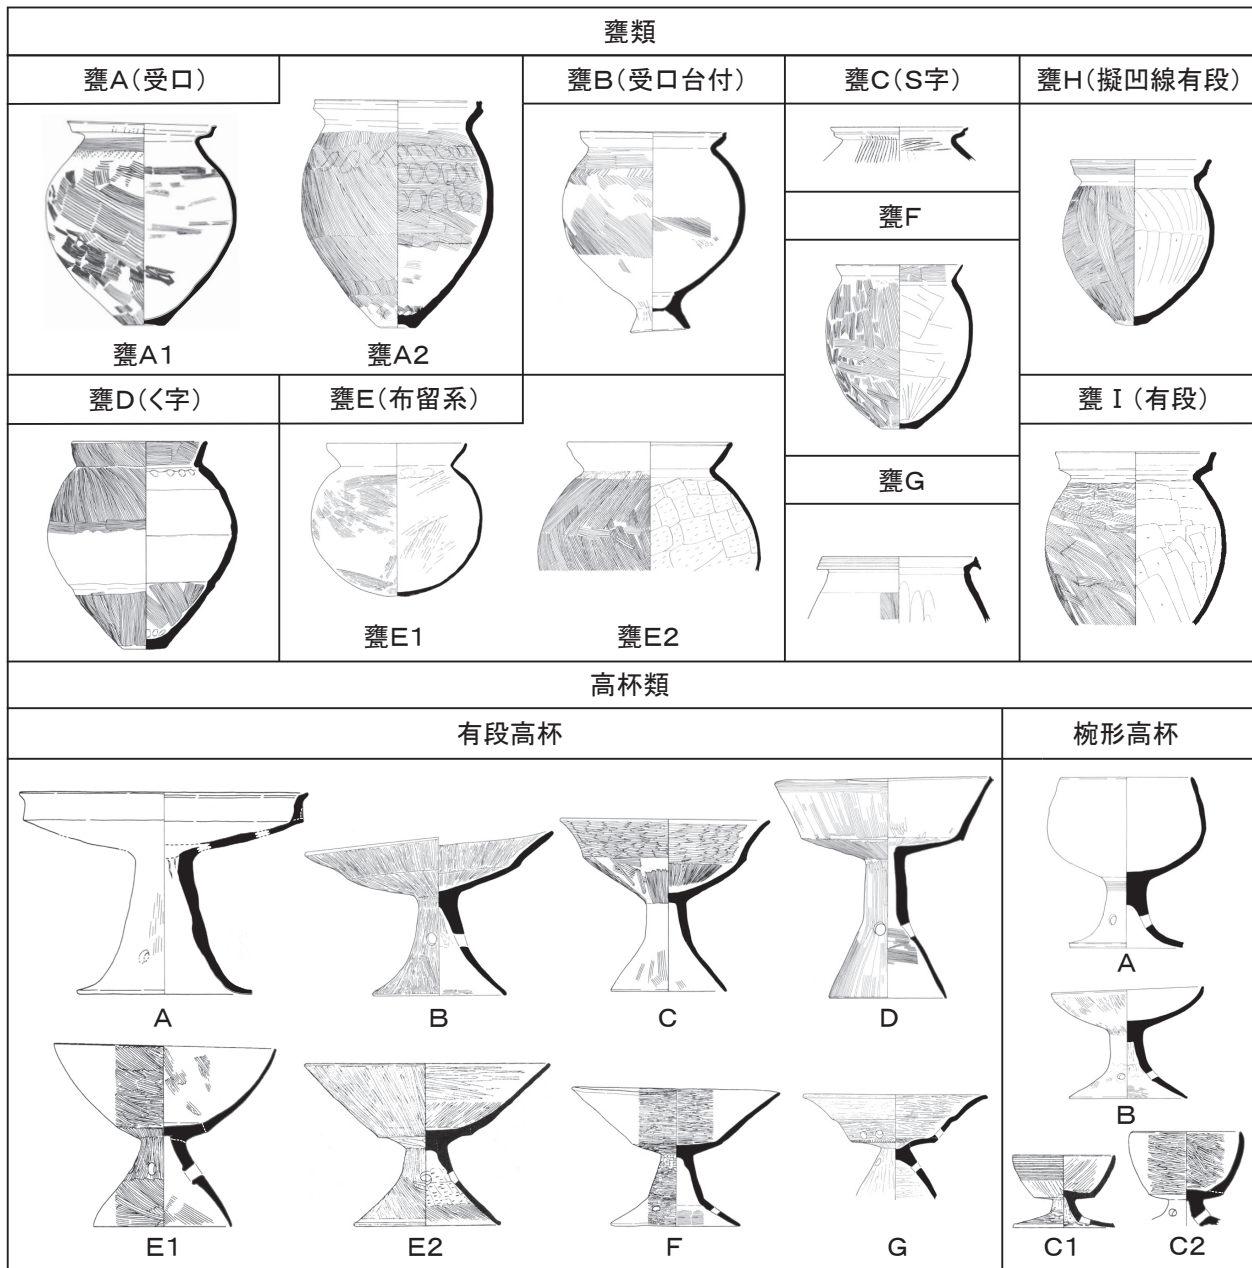 甕類
甕A(受口)
甕B(受口台付)
甕C(S字)
甕H(擬凹線有段)
甕F
甕A1
甕A2
甕D(く字)
甕E(布留系)
甕I(有段)
甕G
甕E1
甕E2
高杯類
有段高杯
椀形高杯
A
B
C
D
A
B
E1
E2
F
G
C1
C2